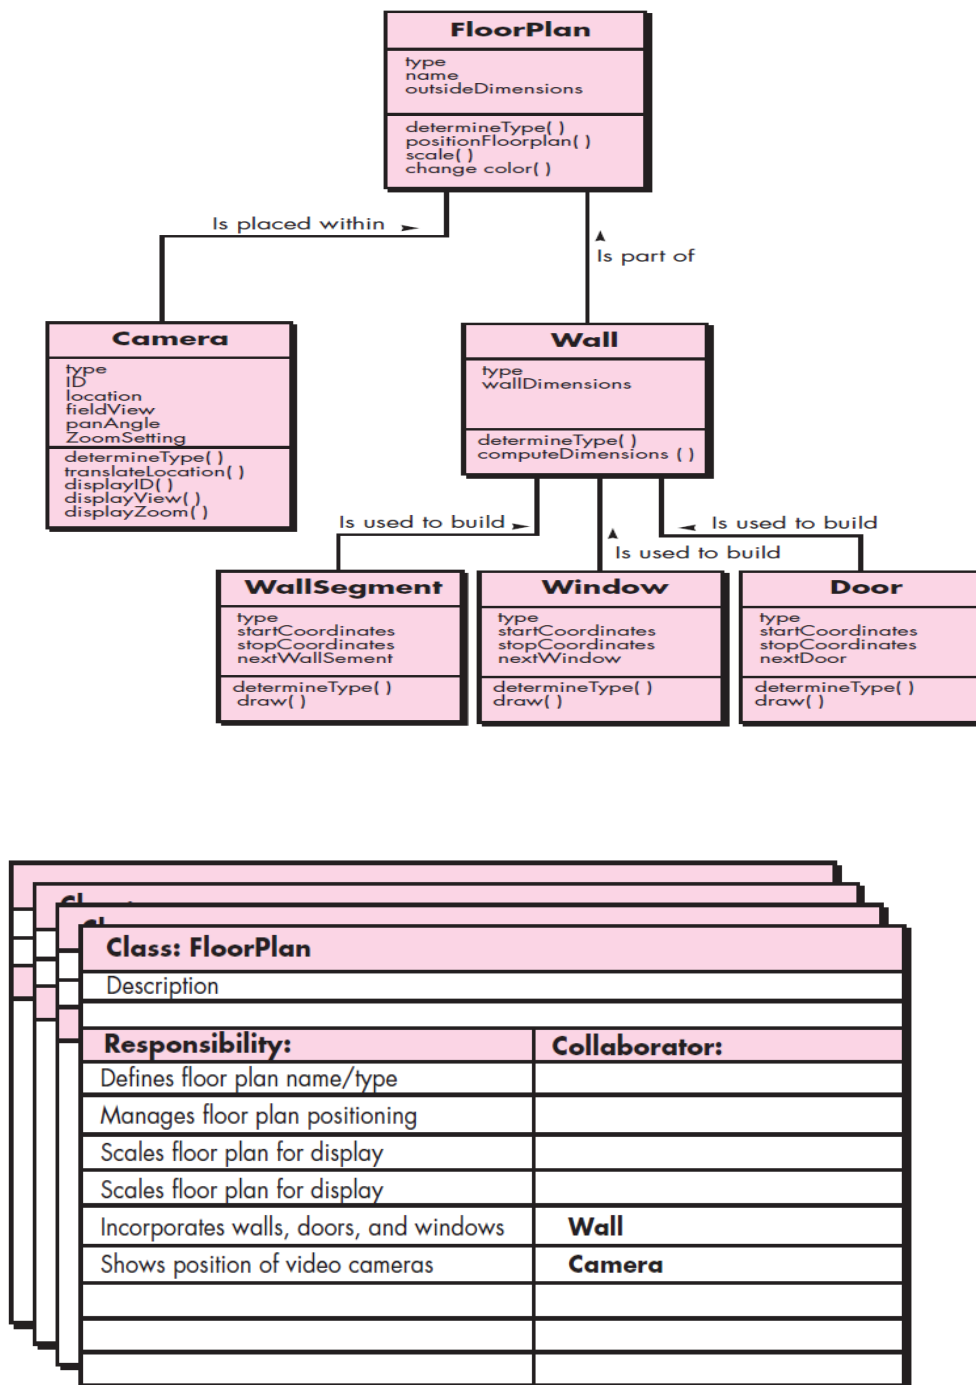 FloorPlan
type
name
outsideDimensions
determineType( )
positionFloorplan( )
scale( )
change color( )
Is placed within
Is part of
Camera
type
ID
location
fieldView
panAngle
ZoomSetting
determineType( )
translateLocation( )
displayID( )
displayView( )
displayZoom( )
Wall
type
wallDimensions
determineType( )
computeDimensions ( )
Is used to build
Is used to build
Is used to build
WallSegment
type
startCoordinates
stopCoordinates
nextWallSement
determineType( )
draw( )
Window
type
startCoordinates
stopCoordinates
nextWindow
determineType( )
draw( )
Door
type
startCoordinates
stopCoordinates
nextDoor
determineType( )
draw( )
Class: FloorPlan
Description
Responsibility: Collaborator:
Defines floor plan name/type
Manages floor plan positioning
Scales floor plan for display
Scales floor plan for display
Incorporates walls, doors, and windows Wall
Shows position of video cameras Camera